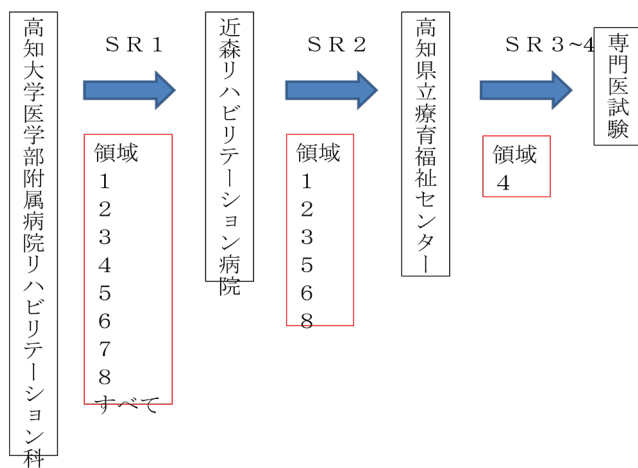 高知大学医学部附属病院リハビリテーション科
ＳＲ１
領域
１
２
３
４
５
６
７
８
すべて
近森リハビリテーション病院
ＳＲ２
領域
１
２
３
５
６
８
高知県立療育福祉センター
ＳＲ３~４
領域
４
専門医試験